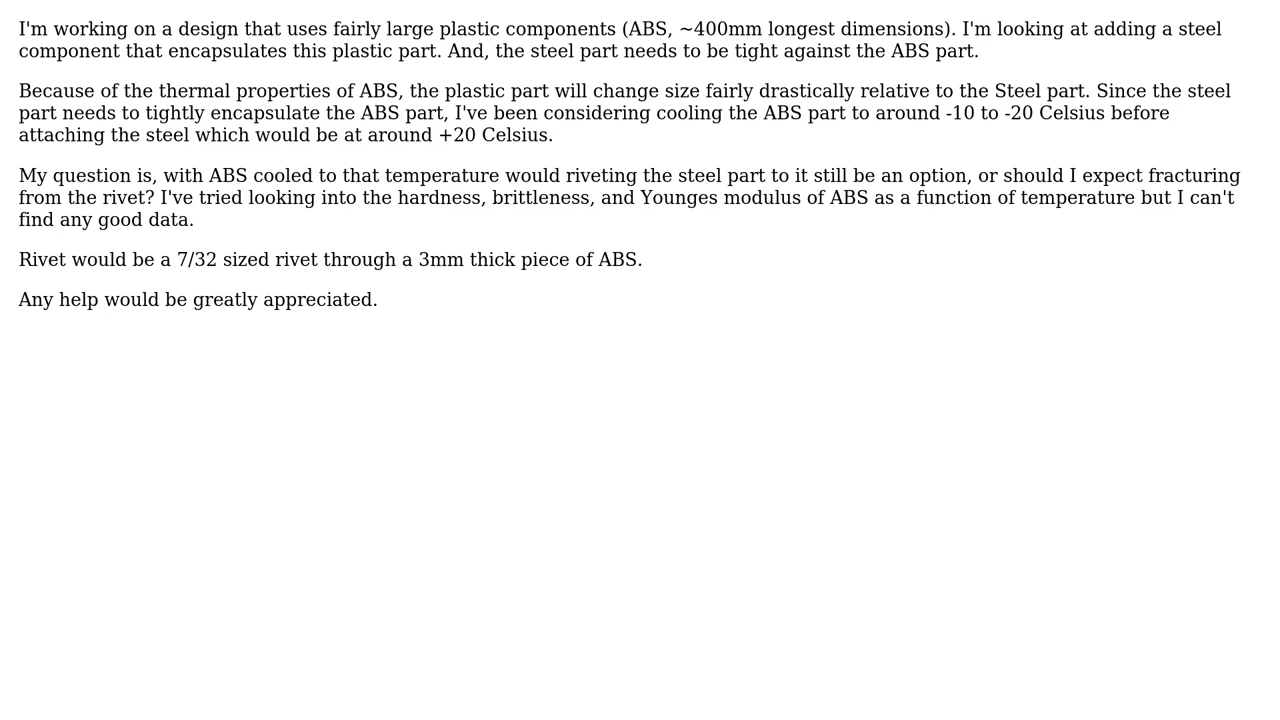 I'm working on a design that uses fairly large plastic components (ABS, ~400mm longest dimensions). I'm looking at adding a steel
component that encapsulates this plastic part. And, the steel part needs to be tight against the ABS part.
Because of the thermal properties of ABS, the plastic part will change size fairly drastically relative to the Steel part. Since the steel
part needs to tightly encapsulate the ABS part, I've been considering cooling the ABS part to around -10 to -20 Celsius before
attaching the steel which would be at around +20 Celsius.
My question is, with ABS cooled to that temperature would riveting the steel part to it still be an option, or should I expect fracturing
from the rivet? I've tried looking into the hardness, brittleness, and Younges modulus of ABS as a function of temperature but I can't
find any good data.
Rivet would be a 7/32 sized rivet through a 3mm thick piece of ABS.
Any help would be greatly appreciated.